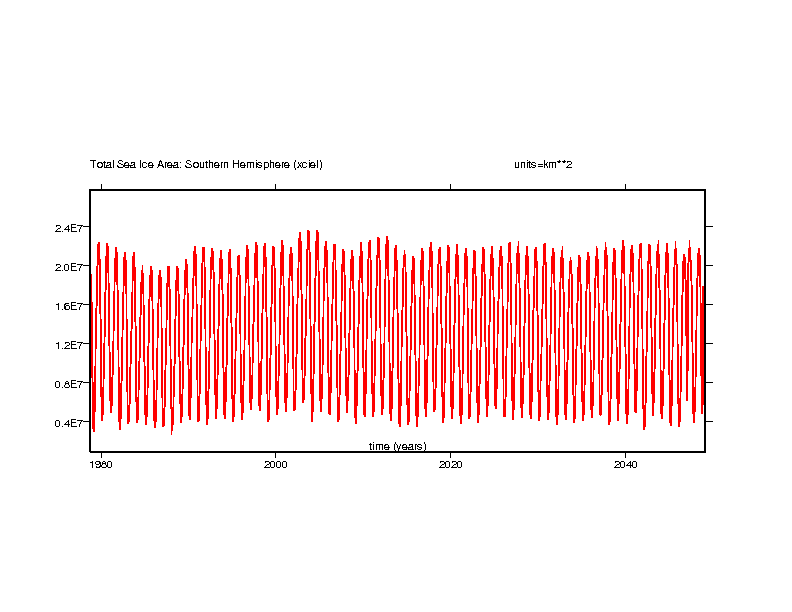 Total Sea Ice Area: Southern Hemisphere (xciel) units=km**2
2.4E7
2.0E7
1.6E7
1.2E7
0.8E7
0.4E7
time (years)
1980 2000 2020 2040